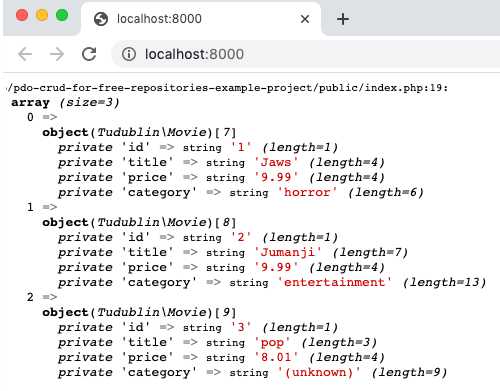 localhost:8000
localhost:8000
/pdo-crud-for-free-repositories-example-project/public/index.php:19:
array (size=3)
0 =>
object(Tudublin\Movie)[7]
private 'id' => string '1' (length=1)
private 'title' => string 'Jaws' (length=4)
private 'price' => string '9.99' (length=4)
private 'category' => string 'horror' (length=6)
1 =>
object(Tudublin\Movie)[8]
private 'id' => string '2' (length=1)
private 'title' => string 'Jumanji' (length=7)
private 'price' => string '9.99' (length=4)
private 'category' => string 'entertainment' (length=13)
2 =>
object(Tudublin\Movie)[9]
private 'id' => string '3' (length=1)
private 'title' => string 'pop' (length=3)
private 'price' => string '8.01' (length=4)
private 'category' => string '(unknown)' (length=9)